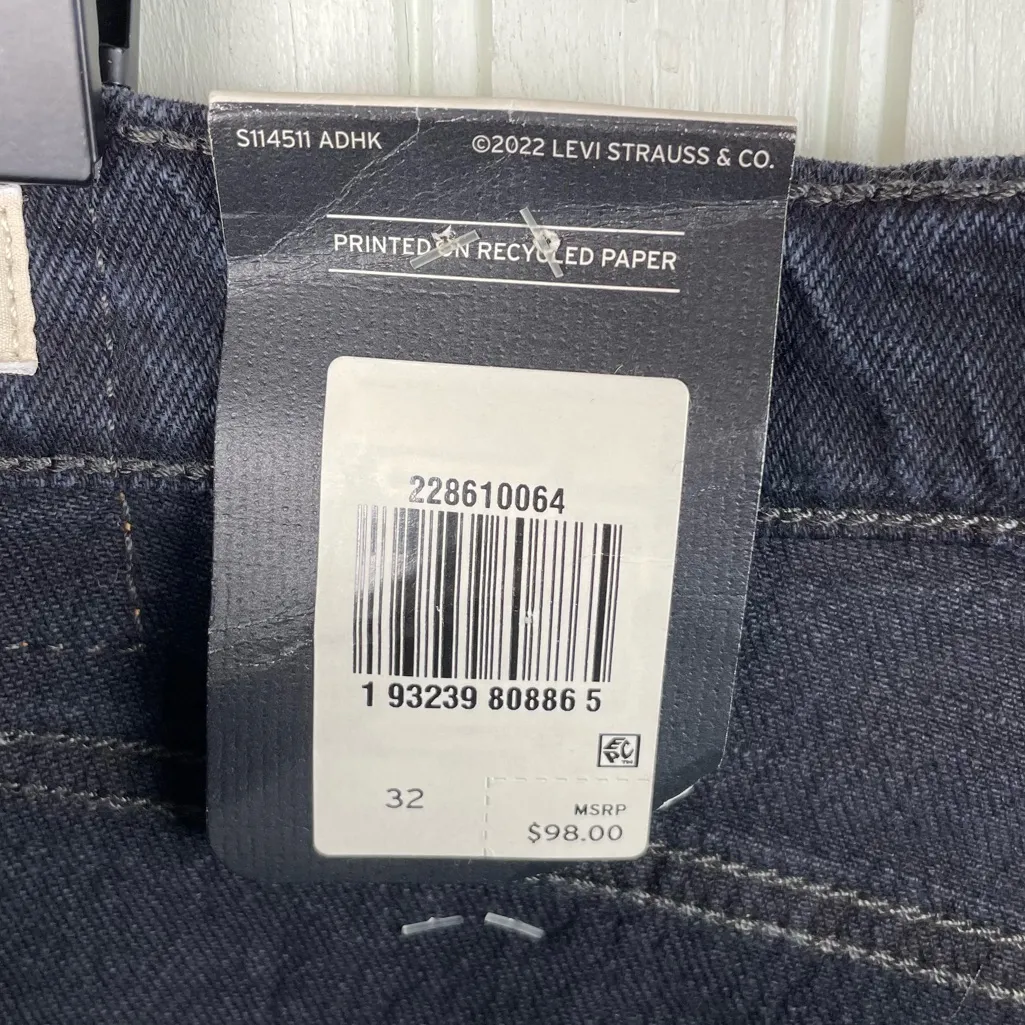 S114511 ADHK
©2022 LEVI STRAUSS & CO.
PRINTED ON RECYCLED PAPER
228610064
1 93239 80886 5
EPC™
32
MSRP
$98.00